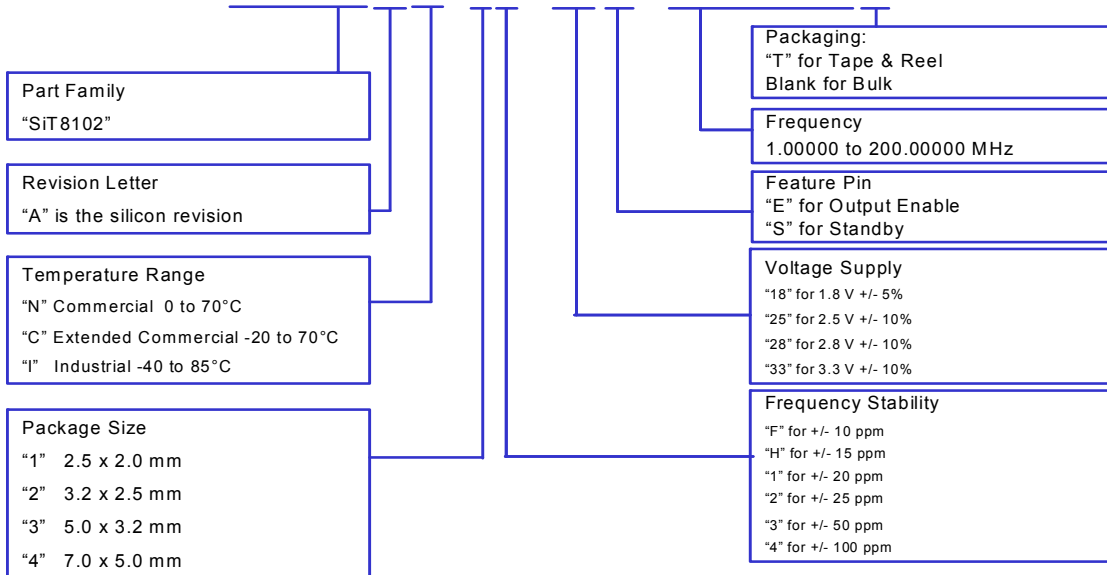 Part Family
“SiT8102”
Revision Letter
“A” is the silicon revision
Temperature Range
“N” Commercial 0 to 70°C
“C” Extended Commercial -20 to 70°C
“I” Industrial -40 to 85°C
Package Size
“1” 2.5 x 2.0 mm
“2” 3.2 x 2.5 mm
“3” 5.0 x 3.2 mm
“4” 7.0 x 5.0 mm
Packaging:
“T” for Tape & Reel
Blank for Bulk
Frequency
1.00000 to 200.00000 MHz
Feature Pin
“E” for Output Enable
“S” for Standby
Voltage Supply
“18” for 1.8 V +/- 5%
“25” for 2.5 V +/- 10%
“28” for 2.8 V +/- 10%
“33” for 3.3 V +/- 10%
Frequency Stability
“F” for +/- 10 ppm
“H” for +/- 15 ppm
“1” for +/- 20 ppm
“2” for +/- 25 ppm
“3” for +/- 50 ppm
“4” for +/- 100 ppm